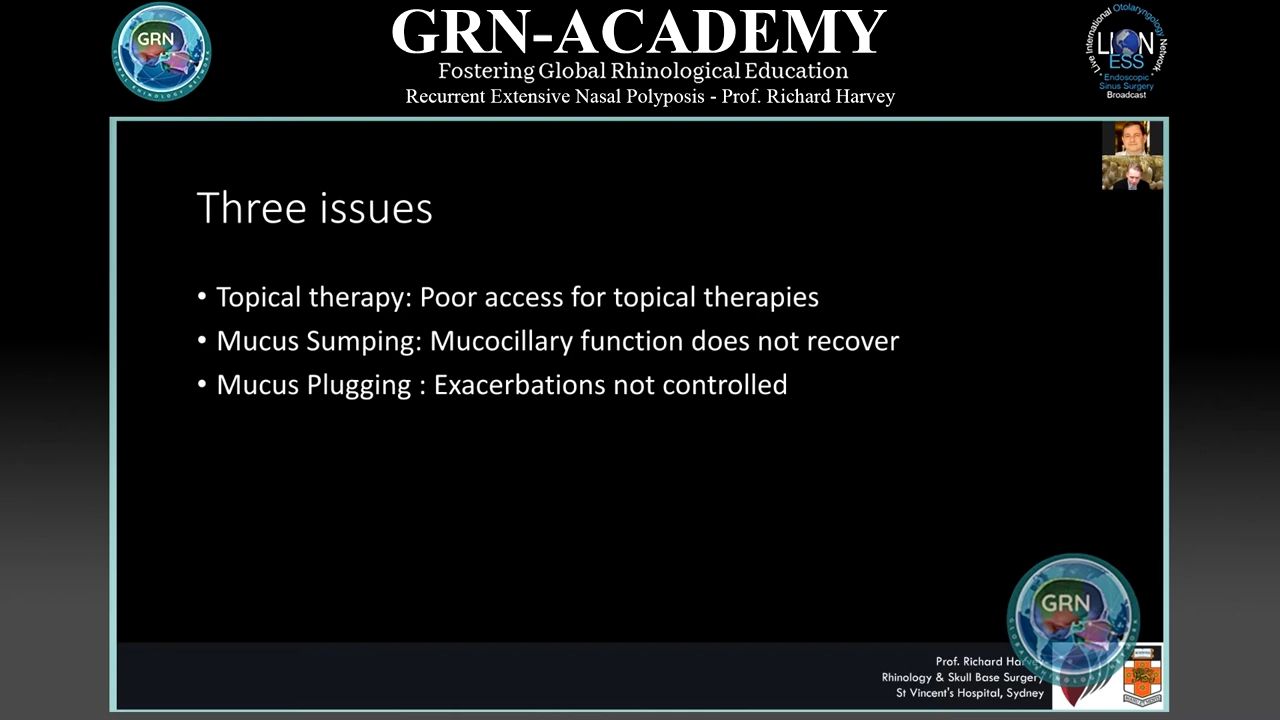 GRN-ACADEMY
Fostering Global Rhinological Education
Recurrent Extensive Nasal Polyposis - Prof. Richard Harvey
GRN
GLOBAL RHINOLOGY NETWORK
Live International Otolaryngology Network
LION
ESS
• Endoscopic •
Sinus Surgery
Broadcast
Three issues
• Topical therapy: Poor access for topical therapies
• Mucus Sumping: Mucocillary function does not recover
• Mucus Plugging : Exacerbations not controlled
GRN
Prof. Richard Harvey
Rhinology & Skull Base Surgery
St Vincent's Hospital, Sydney